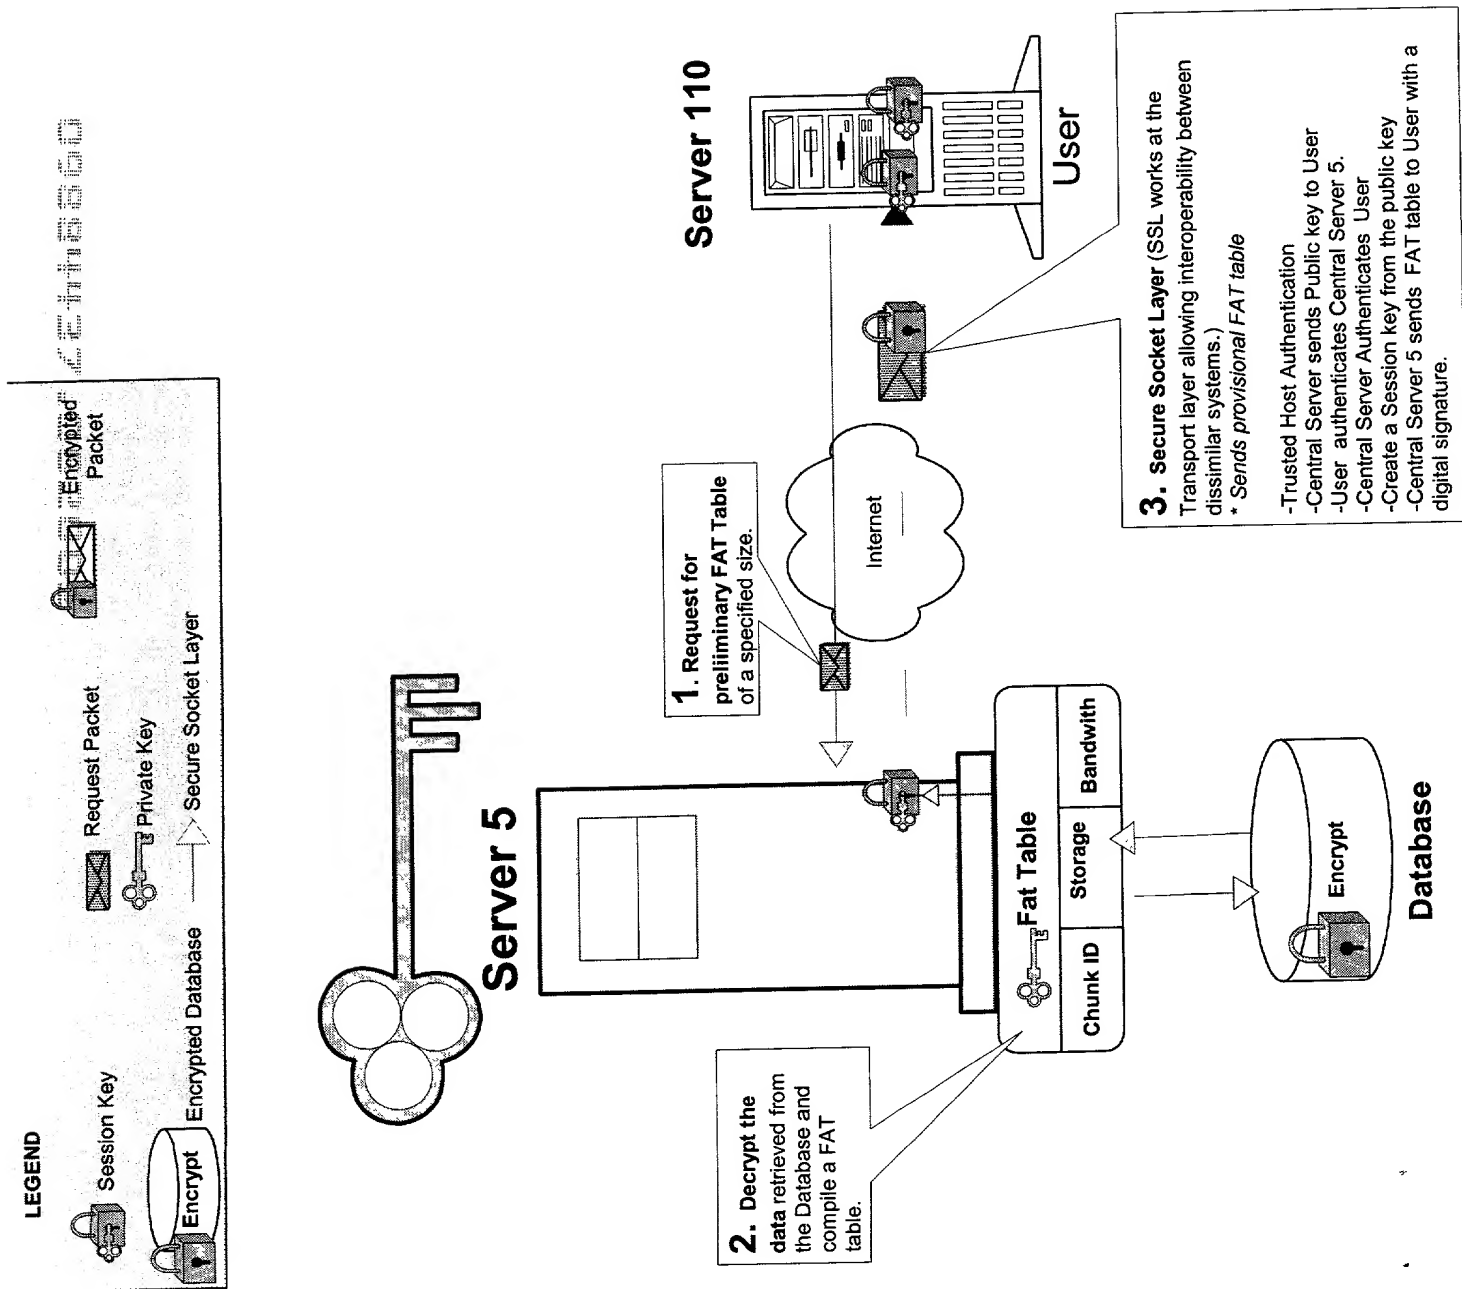 LEGEND
Session Key
Request Packet
Encrypted
Packet
Private Key
Encrypt
Encrypted Database
Secure Socket Layer
Server 5
Server 110
User
1. Request for
preliiminary FAT Table
of a specified size.
Internet
2. Decrypt the
data retrieved from
the Database and
compile a FAT
table.
Fat Table
Chunk ID
Storage
Bandwith
Encrypt
Database
3. Secure Socket Layer (SSL works at the
Transport layer allowing interoperability between
dissimilar systems.)
* Sends provisional FAT table
-Trusted Host Authentication
-Central Server sends Public key to User
-User authenticates Central Server 5.
-Central Server Authenticates User
-Create a Session key from the public key
-Central Server 5 sends FAT table to User with a
digital signature.